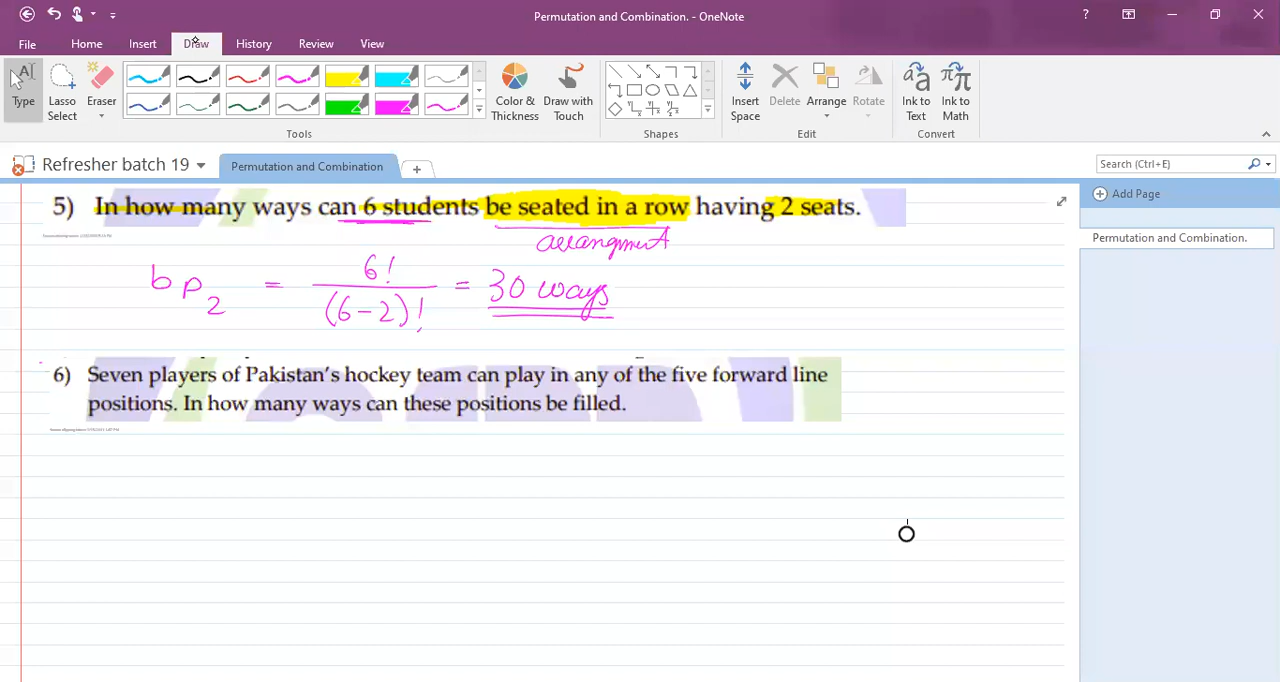 Permutation and Combination. - OneNote
?
File Home Insert Draw History Review View
Type
Lasso Select
Eraser
Color & Thickness
Draw with Touch
Insert Space
Delete
Arrange
Rotate
Ink to Text
Ink to Math
Tools
Shapes
Edit
Convert
Refresher batch 19
Permutation and Combination
Search (Ctrl+E)
Add Page
Permutation and Combination.
5) In how many ways can 6 students be seated in a row having 2 seats.
arrangment
6P2 = 6! / (6-2)! = 30 ways
6) Seven players of Pakistan's hockey team can play in any of the five forward line
positions. In how many ways can these positions be filled.